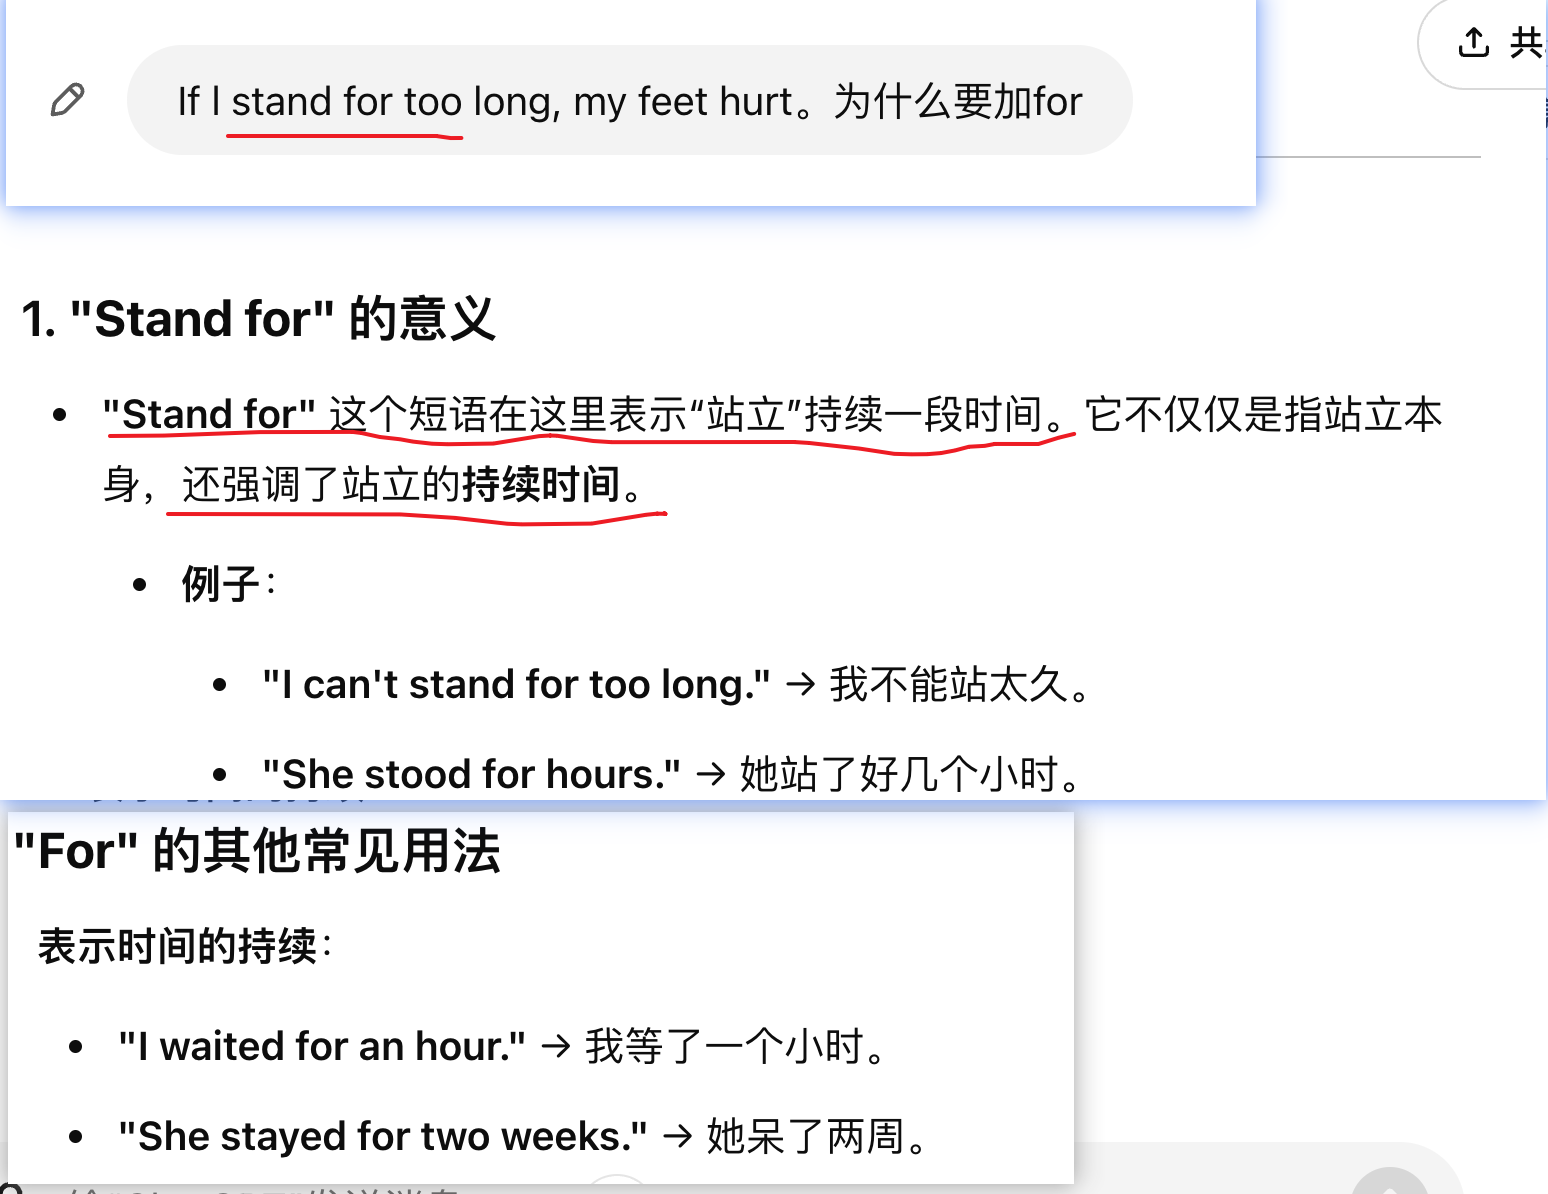 If I stand for too long, my feet hurt。为什么要加for
共
1. "Stand for" 的意义
• "Stand for" 这个短语在这里表示“站立”持续一段时间。它不仅仅是指站立本
身，还强调了站立的持续时间。
• 例子：
• "I can't stand for too long." → 我不能站太久。
• "She stood for hours." → 她站了好几个小时。
"For" 的其他常见用法
表示时间的持续：
• "I waited for an hour." → 我等了一个小时。
• "She stayed for two weeks." → 她呆了两周。